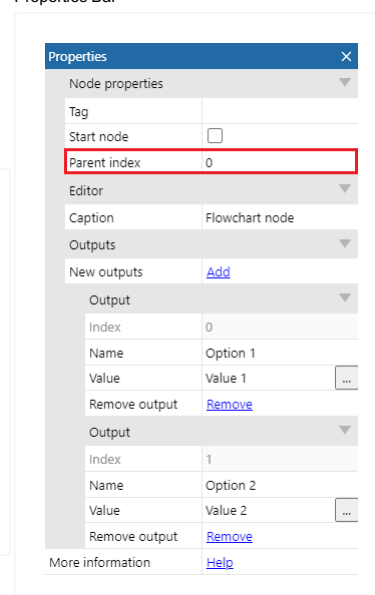 Properties Bar
Properties
Node properties
Tag
Start node
Parent index 0
Editor
Caption Flowchart node
Outputs
New outputs Add
Output
Index 0
Name Option 1
Value Value 1 ...
Remove output Remove
Output
Index 1
Name Option 2
Value Value 2 ...
Remove output Remove
More information Help